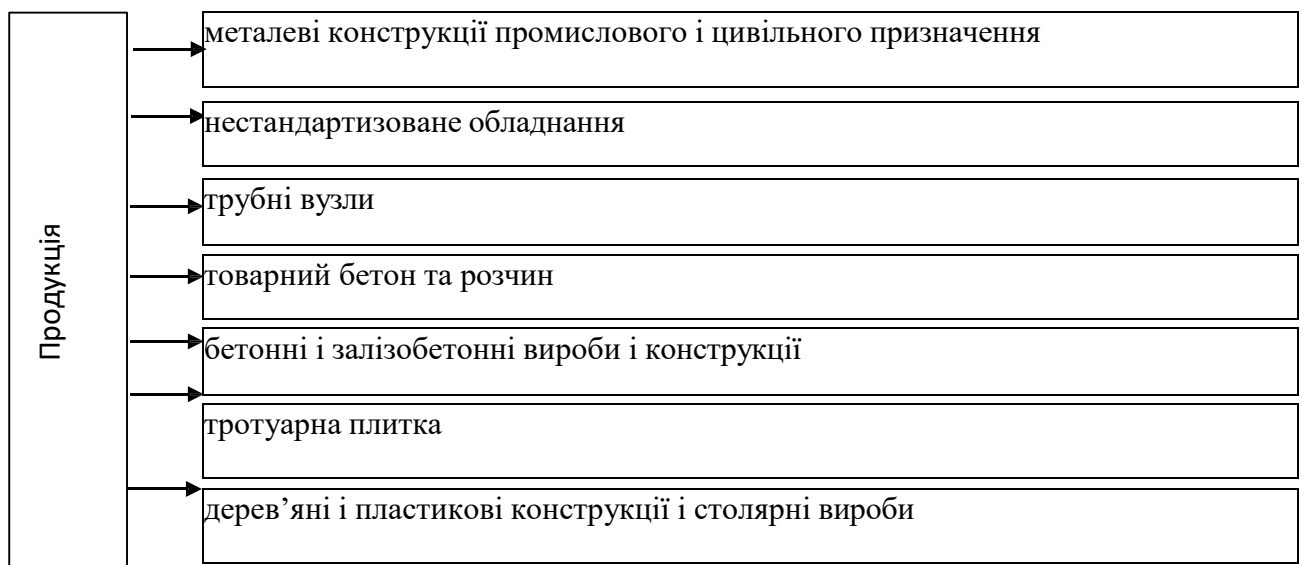 Продукція
металеві конструкції промислового і цивільного призначення
нестандартизоване обладнання
трубні вузли
товарний бетон та розчин
бетонні і залізобетонні вироби і конструкції
тротуарна плитка
дерев’яні і пластикові конструкції і столярні вироби